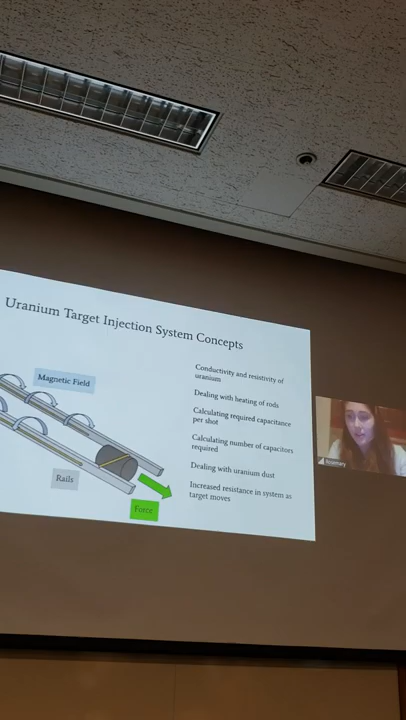 Uranium Target Injection System Concepts
Magnetic Field
Rails
Force
Conductivity and resistivity of
uranium
Dealing with heating of rods
Calculating required capacitance
per shot
Calculating number of capacitors
required
Dealing with uranium dust
Increased resistance in system as
target moves
Rosemary